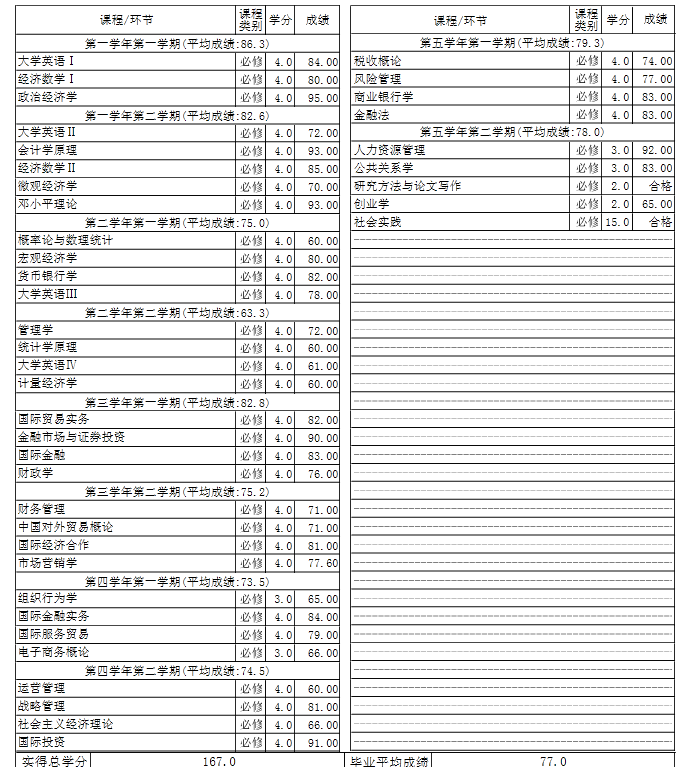 课程/环节 课程类别 学分 成绩
第一学年第一学期(平均成绩:86.3)
大学英语Ⅰ 必修 4.0 84.00
经济数学Ⅰ 必修 4.0 80.00
政治经济学 必修 4.0 95.00
第一学年第二学期(平均成绩:82.6)
大学英语Ⅱ 必修 4.0 72.00
会计学原理 必修 4.0 93.00
经济数学Ⅱ 必修 4.0 85.00
微观经济学 必修 4.0 70.00
邓小平理论 必修 4.0 93.00
第二学年第一学期(平均成绩:75.0)
概率论与数理统计 必修 4.0 60.00
宏观经济学 必修 4.0 80.00
货币银行学 必修 4.0 82.00
大学英语Ⅲ 必修 4.0 78.00
第二学年第二学期(平均成绩:63.3)
管理学 必修 4.0 72.00
统计学原理 必修 4.0 60.00
大学英语Ⅳ 必修 4.0 61.00
计量经济学 必修 4.0 60.00
第三学年第一学期(平均成绩:82.8)
国际贸易实务 必修 4.0 82.00
金融市场与证券投资 必修 4.0 90.00
国际金融 必修 4.0 83.00
财政学 必修 4.0 76.00
第三学年第二学期(平均成绩:75.2)
财务管理 必修 4.0 71.00
中国对外贸易概论 必修 4.0 71.00
国际经济合作 必修 4.0 81.00
市场营销学 必修 4.0 77.60
第四学年第一学期(平均成绩:73.5)
组织行为学 必修 3.0 65.00
国际金融实务 必修 4.0 84.00
国际服务贸易 必修 4.0 79.00
电子商务概论 必修 3.0 66.00
第四学年第二学期(平均成绩:74.5)
运营管理 必修 4.0 60.00
战略管理 必修 4.0 81.00
社会主义经济理论 必修 4.0 66.00
国际投资 必修 4.0 91.00
课程/环节 课程类别 学分 成绩
第五学年第一学期(平均成绩:79.3)
税收概论 必修 4.0 74.00
风险管理 必修 4.0 77.00
商业银行学 必修 4.0 83.00
金融法 必修 4.0 83.00
第五学年第二学期(平均成绩:78.0)
人力资源管理 必修 3.0 92.00
公共关系学 必修 3.0 83.00
研究方法与论文写作 必修 2.0 合格
创业学 必修 2.0 65.00
社会实践 必修 15.0 合格
实得总学分 167.0 毕业平均成绩 77.0